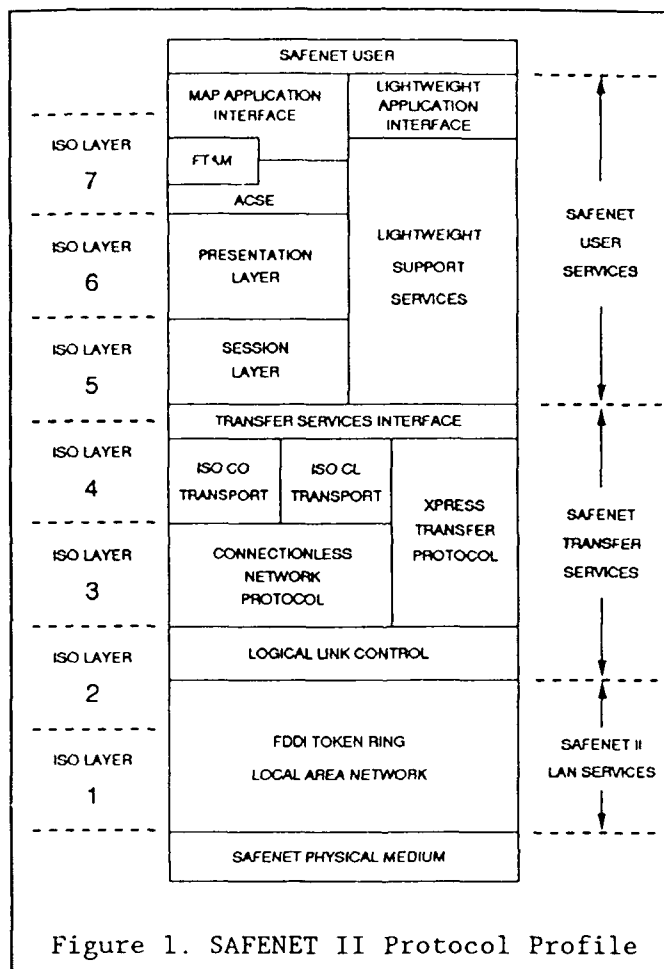 SAFENET USER
MAP APPLICATION
INTERFACE
LIGHTWEIGHT
APPLICATION
INTERFACE
ISO LAYER
7
FTAM
ACSE
ISO LAYER
6
PRESENTATION
LAYER
LIGHTWEIGHT
SUPPORT
SERVICES
SAFENET
USER
SERVICES
ISO LAYER
5
SESSION
LAYER
TRANSFER SERVICES INTERFACE
ISO LAYER
4
ISO CO
TRANSPORT
ISO CL
TRANSPORT
XPRESS
TRANSFER
PROTOCOL
SAFENET
TRANSFER
SERVICES
ISO LAYER
3
CONNECTIONLESS
NETWORK
PROTOCOL
ISO LAYER
2
LOGICAL LINK CONTROL
ISO LAYER
1
FDDI TOKEN RING
LOCAL AREA NETWORK
SAFENET II
LAN SERVICES
SAFENET PHYSICAL MEDIUM
Figure 1. SAFENET II Protocol Profile